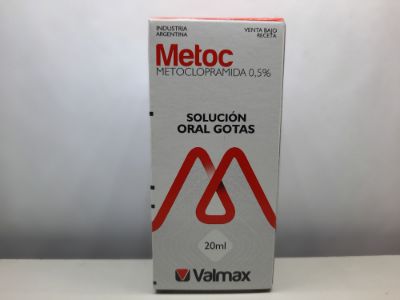 INDUSTRIA
ARGENTINA
VENTA BAJO
RECETA
Metoc
METOCLOPRAMIDA 0,5%
SOLUCIÓN
ORAL GOTAS
20ml
Valmax